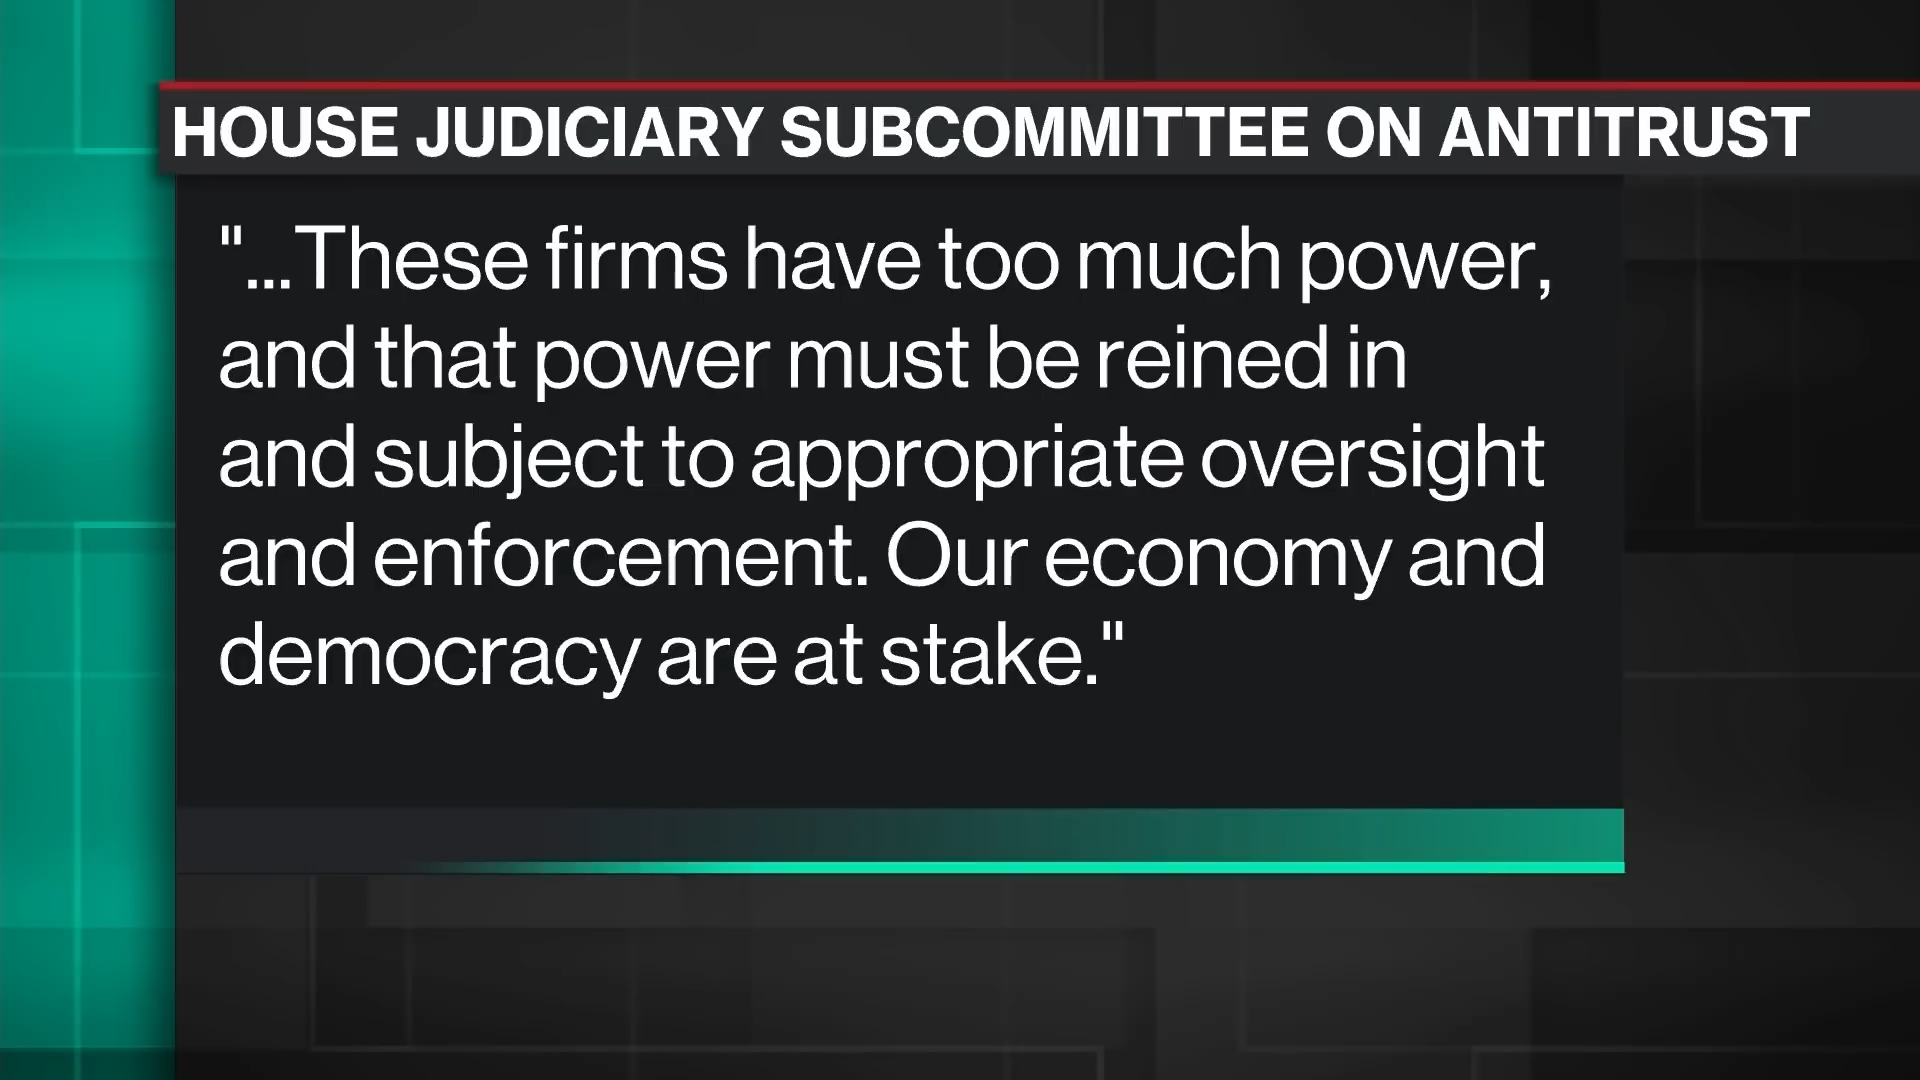 HOUSE JUDICIARY SUBCOMMITTEE ON ANTITRUST
"...These firms have too much power,
and that power must be reined in
and subject to appropriate oversight
and enforcement. Our economy and
democracy are at stake."